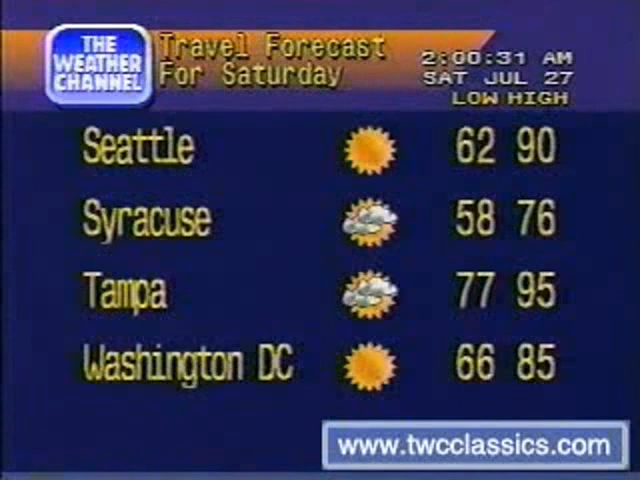 THE
WEATHER
CHANNEL
Travel Forecast
For Saturday
2:00:31 AM
SAT JUL 27
LOW HIGH
Seattle 62 90
Syracuse 58 76
Tampa 77 95
Washington DC 66 85
www.twcclassics.com